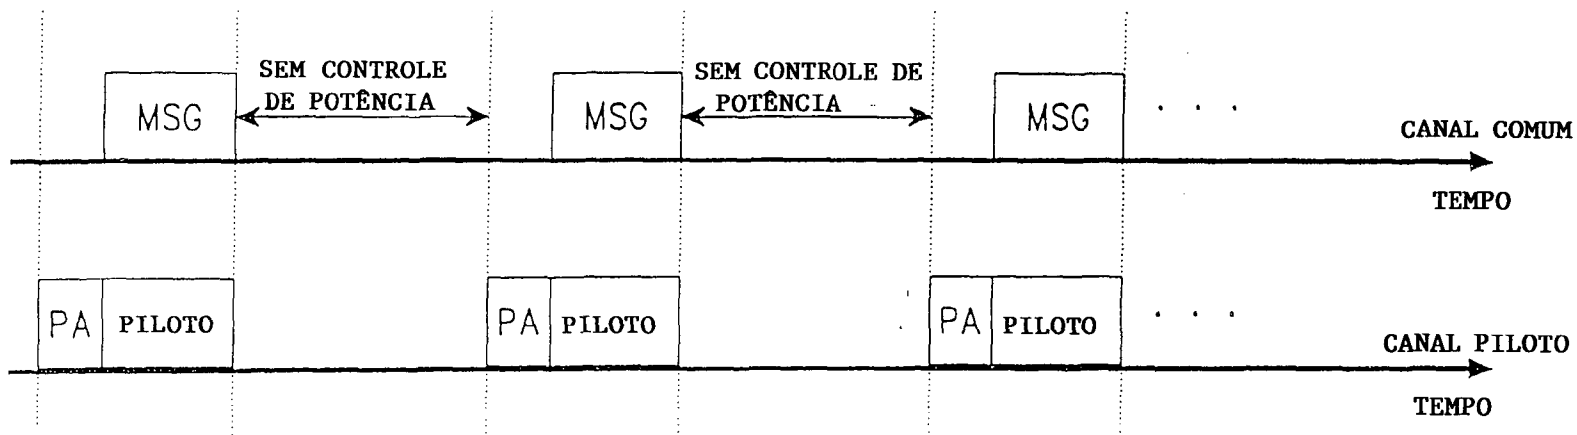 SEM CONTROLE
DE POTÊNCIA
SEM CONTROLE DE
POTÊNCIA
MSG
MSG
MSG
. . .
CANAL COMUM
TEMPO
PA
PILOTO
PA
PILOTO
PA
PILOTO
. . .
CANAL PILOTO
TEMPO